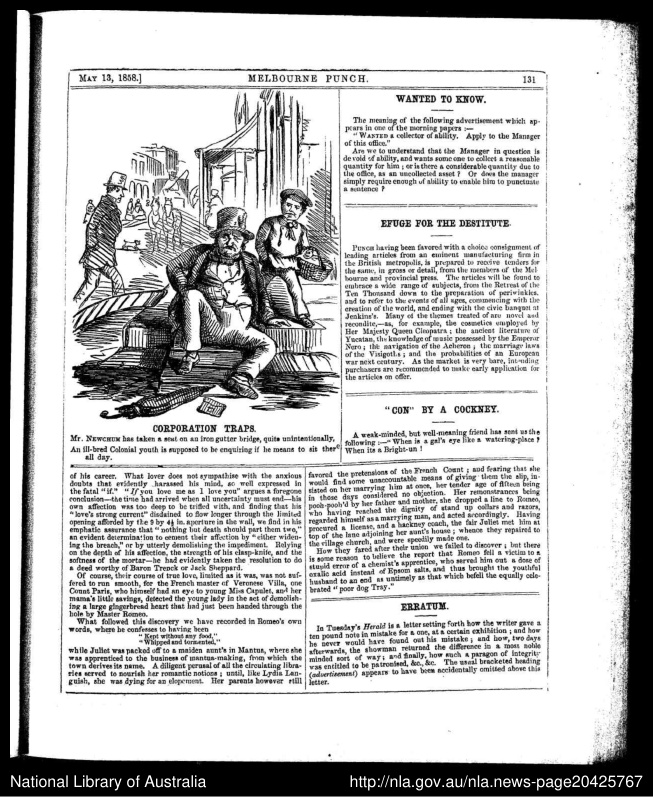 MAY 13, 1858.]
MELBOURNE PUNCH.
131
CORPORATION TRAPS.
Mr. NEWCHUM has taken a seat on an iron gutter bridge, quite unintentionally,
An ill-bred Colonial youth is supposed to be enquiring if he means to sit there
all day.
WANTED TO KNOW.
The meaning of the following advertisement which ap-
pears in one of the morning papers :—
"WANTED a collector of ability. Apply to the Manager
of this office."
Are we to understand that the Manager in question is
devoid of ability, and wants some one to collect a reasonable
quantity for him ; or is there a considerable quantity due to
the office, as an uncollected asset ? Or does the manager
simply require enough of ability to enable him to punctuate
a sentence ?
EFUGE FOR THE DESTITUTE.
PUNCH having been favored with a choice consignment of
leading articles from an eminent manufacturing firm in
the British metropolis, is prepared to receive tenders for
the same, in gross or detail, from the members of the Mel
bourne and provincial press. The articles will be found to
embrace a wide range of subjects, from the Retreat of the
Ten Thousand down to the preparation of periwinkles,
and to refer to the events of all ages, commencing with the
creation of the world, and ending with the civic banquet at
Jenkins's. Many of the themes treated of are novel and
recondite,—as, for example, the cosmetics employed by
Her Majesty Queen Cleopatra ; the ancient literature of
Yucatan, the knowledge of music possessed by the Emperor
Nero ; the navigation of the Acheron ; the marriage laws
of the Visigoths ; and the probabilities of an European
war next century. As the market is very bare, intending
purchasers are recommended to make early application for
the articles on offer.
"CON" BY A COCKNEY.
A weak-minded, but well-meaning friend has sent us the
following :—" When is a gal's eye like a watering-place ?
When its a Bright-un !
of his career. What lover does not sympathise with the anxious
doubts that evidently harassed his mind, so well expressed in
the fatal "if." "If you love me as I love you" argues a foregone
conclusion—the time had arrived when all uncertainty must end—his
own affection was too deep to be trifled with, and finding that his
"love's strong current" disdained to flow longer through the limited
opening afforded by the 9 by 4½ in. aperture in the wall, we find in his
emphatic assurance that "nothing but death should part them two,"
an evident determination to cement their affection by "either widen-
ing the breach," or by utterly demolishing the impediment. Relying
on the depth of his affection, the strength of his clasp-knife, and the
softness of the mortar—he had evidently taken the resolution to do
a deed worthy of Baron Trenck or Jack Sheppard.
Of course, their course of true love, limited as it was, was not suf-
fered to run smooth, for the French master of Veronese Villa, one
Count Paris, who himself had an eye to young Miss Capulet, and her
mama's little savings, detected the young lady in the act of demolish-
ing a large gingerbread heart that had just been handed through the
hole by Master Romeo.
What followed this discovery we have recorded in Romeo's own
words, where he confesses to having been
"Kept without any food,"
"Whipped and tormented,"
while Juliet was packed off to a maiden aunt's in Mantua, where she
was apprenticed to the business of mantua-making, from which the
town derives its name. A diligent perusal of all the circulating libra-
ries served to nourish her romantic notions ; until, like Lydia Lan-
guish, she was dying for an elopement. Her parents however still
favored the pretensions of the French Count ; and fearing that she
would find some unaccountable means of giving them the slip, in-
sisted on her marrying him at once, her tender age of fifteen being
in those days considered no objection. Her remonstrances being
pooh-pooh'd by her father and mother, she dropped a line to Romeo,
who having reached the dignity of stand up collars and razors,
regarded himself as a marrying man, and acted accordingly. Having
procured a license, and a hackney coach, the fair Juliet met him at
top of the lane adjoining her aunt's house ; whence they repaired to
the village church, and were speedily made one.
How they fared after their union we failed to discover ; but there
is some reason to believe the report that Romeo fell a victim to a
stupid error of a chemist's apprentice, who served him out a dose of
oxalic acid instead of Epsom salts, and thus brought the youthful
husband to an end as untimely as that which befell the equally cele-
brated "poor dog Tray."
ERRATUM.
In Tuesday's Herald is a letter setting forth how the writer gave a
ten pound note in mistake for a one, at a certain exhibition ; and how
he never would have found out his mistake ; and how, two days
afterwards, the showman returned the difference in a most noble
minded sort of way ; and finally, how such a paragon of integrity
was entitled to be patronised, &c., &c. The usual bracketed heading
(advertisement) appears to have been accidentally omitted above this
letter.
National Library of Australia
http://nla.gov.au/nla.news-page20425767